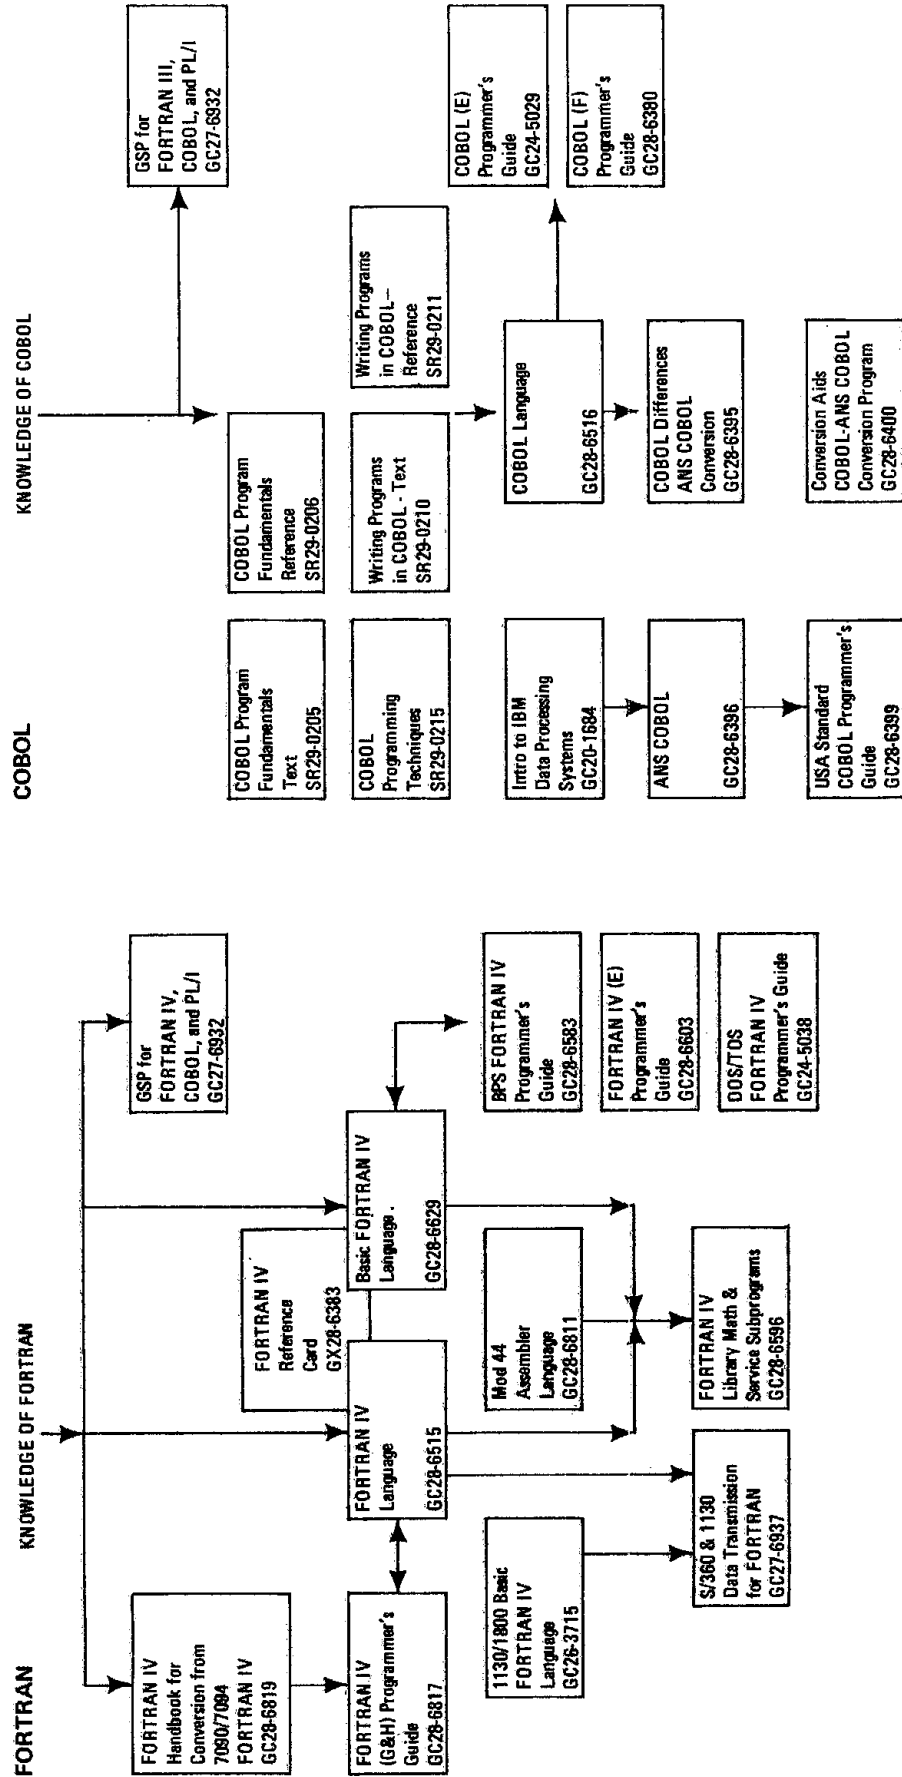 FORTRAN
KNOWLEDGE OF FORTRAN
FORTRAN IV
Handbook for
Conversion from
7090/7094
FORTRAN IV
GC28-6819
GSP for
FORTRAN IV,
COBOL, and PL/I
GC27-6932
FORTRAN IV
Reference
Card
GX28-6383
FORTRAN IV
(G&H) Programmer's
Guide
GC28-6817
FORTRAN IV
Language
GC28-6515
Basic FORTRAN IV
Language .
GC28-6629
1130/1800 Basic
FORTRAN IV
Language
GC26-3715
Mod 44
Assembler
Language
GC28-6811
BPS FORTRAN IV
Programmer's
Guide
GC28-6583
FORTRAN IV (E)
Programmer's
Guide
GC28-6603
S/360 & 1130
Data Transmission
for FORTRAN
GC27-6937
FORTRAN IV
Library Math &
Service Subprograms
GC28-6596
DOS/TOS
FORTRAN IV
Programmer's Guide
GC24-5038
COBOL
KNOWLEDGE OF COBOL
GSP for
FORTRAN III,
COBOL, and PL/I
GC27-6932
COBOL Program
Fundamentals
Text
SR29-0205
COBOL Program
Fundamentals
Reference
SR29-0206
COBOL
Programming
Techniques
SR29-0215
Writing Programs
in COBOL - Text
SR29-0210
Writing Programs
in COBOL—
Reference
SR29-0211
Intro to IBM
Data Processing
Systems
GC20-1684
COBOL Language
GC28-6516
COBOL (E)
Programmer's
Guide
GC24-5029
COBOL (F)
Programmer's
Guide
GC28-6380
ANS COBOL
GC28-6396
COBOL Differences
ANS COBOL
Conversion
GC28-6395
USA Standard
COBOL Programmer's
Guide
GC28-6399
Conversion Aids
COBOL-ANS COBOL
Conversion Program
GC28-6400